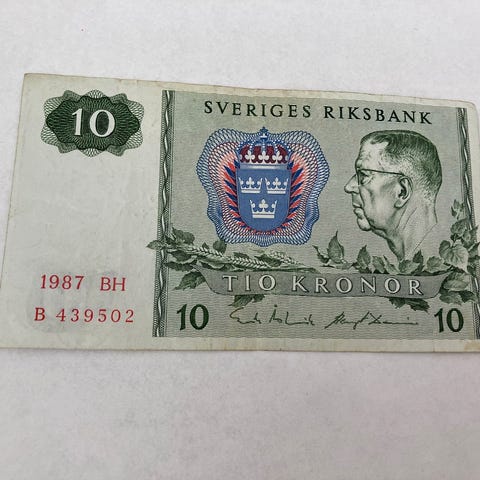 10
SVERIGES RIKSBANK
TIO KRONOR
1987 BH
B 439502
10
10